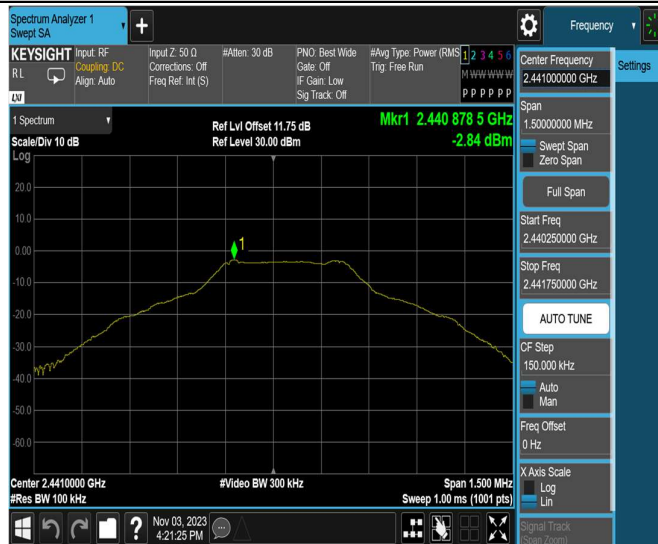 Spectrum Analyzer 1
Swept SA
Frequency
KEYSIGHT
RL
LXI
Input: RF
Coupling: DC
Align: Auto
Input Z: 50 Ω
Corrections: Off
Freq Ref: Int (S)
#Atten: 30 dB
PNO: Best Wide
Gate: Off
IF Gain: Low
Sig Track: Off
#Avg Type: Power (RMS
Trig: Free Run
1 2 3 4 5 6
M W W W W W
P P P P P P
1 Spectrum
Scale/Div 10 dB
Ref Lvl Offset 11.75 dB
Ref Level 30.00 dBm
Mkr1 2.440 878 5 GHz
-2.84 dBm
Log
20.0
10.0
0.00
-10.0
-20.0
-30.0
-40.0
-50.0
-60.0
1
Center 2.4410000 GHz
#Res BW 100 kHz
#Video BW 300 kHz
Span 1.500 MHz
Sweep 1.00 ms (1001 pts)
Nov 03, 2023
4:21:25 PM
Center Frequency
2.441000000 GHz
Settings
Span
1.50000000 MHz
Swept Span
Zero Span
Full Span
Start Freq
2.440250000 GHz
Stop Freq
2.441750000 GHz
AUTO TUNE
CF Step
150.000 kHz
Auto
Man
Freq Offset
0 Hz
X Axis Scale
Log
Lin
Signal Track
(Span Zoom)